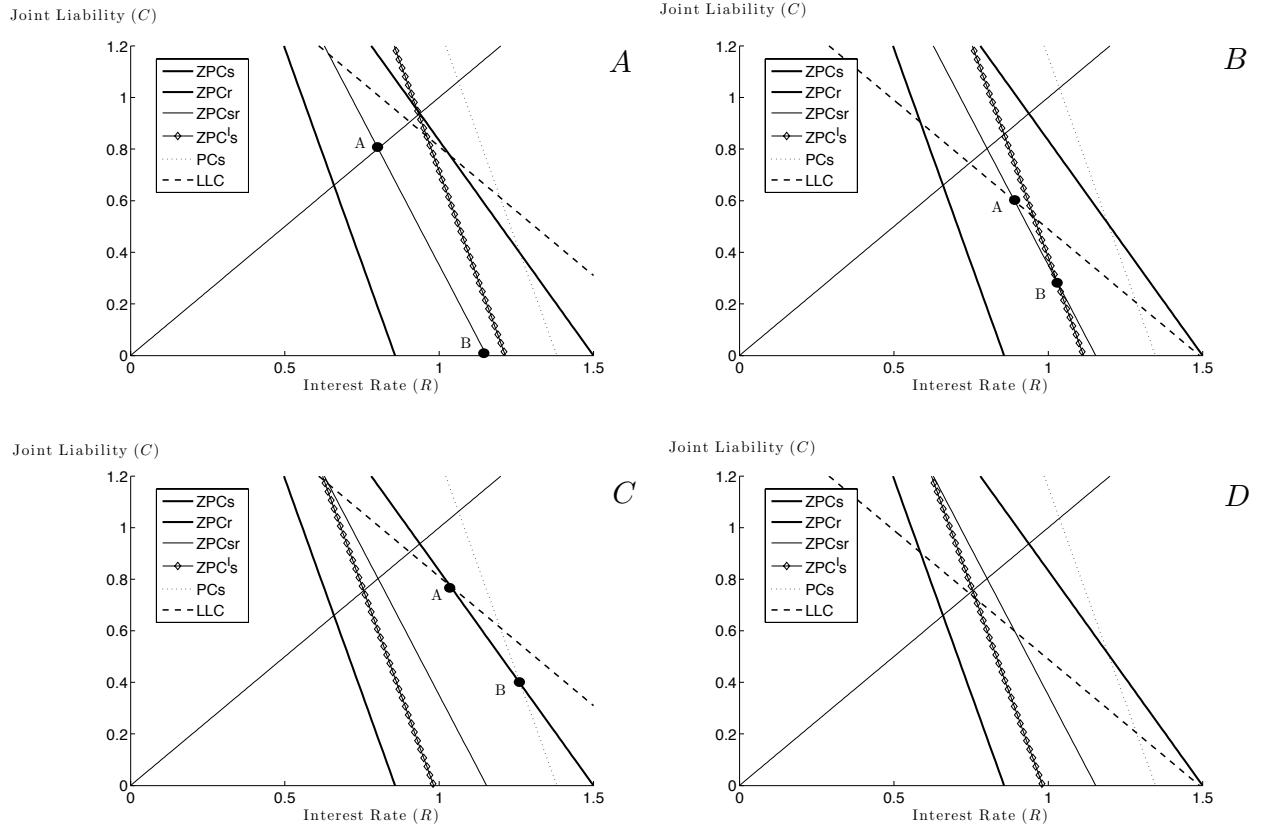 Joint Liability (C)
A
1.2
1
0.8
0.6
0.4
0.2
0
ZPCs
ZPCr
ZPCsr
ZPC^l s
PCs
LLC
A
B
0
0.5
1
1.5
Interest Rate (R)
Joint Liability (C)
B
1.2
1
0.8
0.6
0.4
0.2
0
ZPCs
ZPCr
ZPCsr
ZPC^l s
PCs
LLC
A
B
0
0.5
1
1.5
Interest Rate (R)
Joint Liability (C)
C
1.2
1
0.8
0.6
0.4
0.2
0
ZPCs
ZPCr
ZPCsr
ZPC^l s
PCs
LLC
A
B
0
0.5
1
1.5
Interest Rate (R)
Joint Liability (C)
D
1.2
1
0.8
0.6
0.4
0.2
0
ZPCs
ZPCr
ZPCsr
ZPC^l s
PCs
LLC
0
0.5
1
1.5
Interest Rate (R)